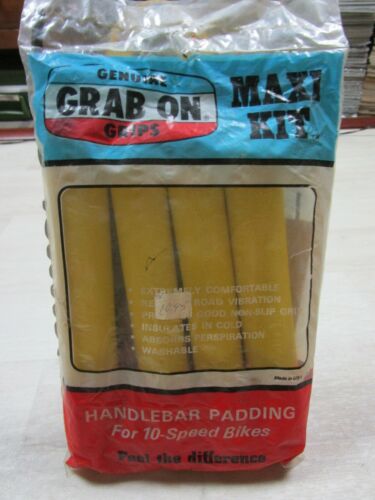 GENUINE
GRAB ON®
GRIPS
MAXI
KIT
• EXTREMELY COMFORTABLE
ROAD VIBRATION
GOOD NON-SLIP GRIP
INSULATES IN COLD
• ABSORBS PERSPIRATION
• WASHABLE
Made in USA
HANDLEBAR PADDING
For 10-Speed Bikes
Feel the difference